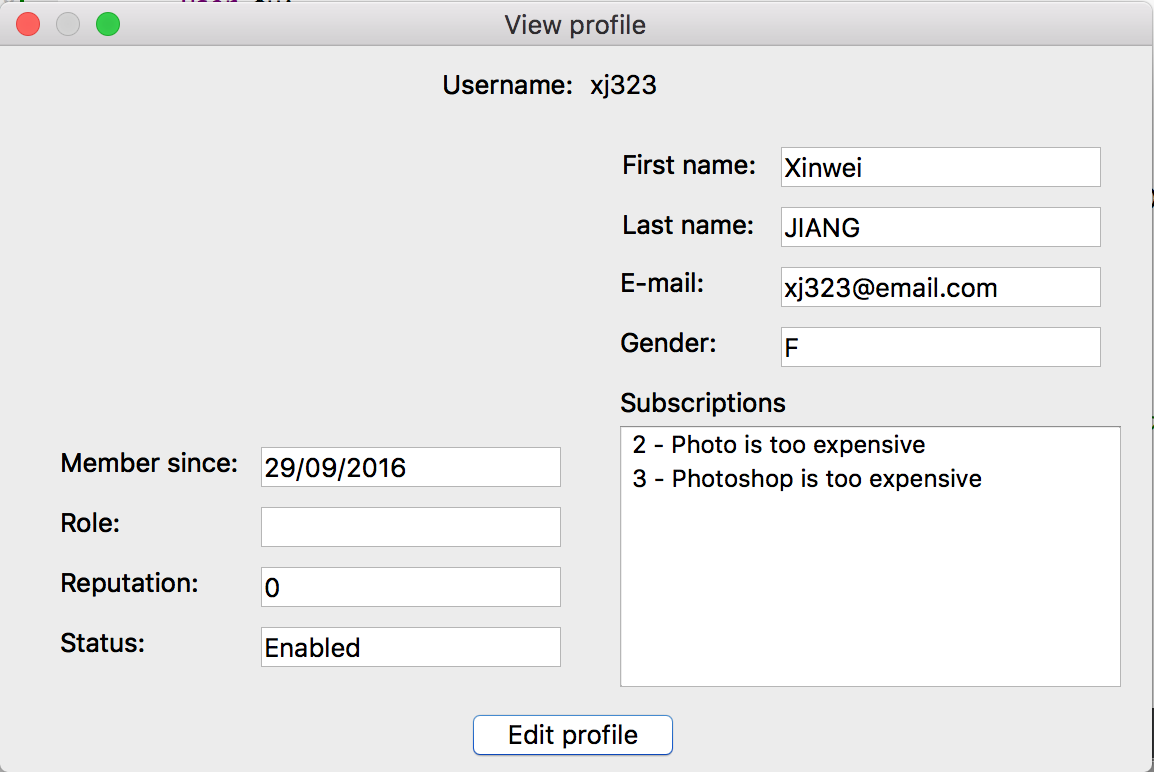 View profile
Username: xj323
First name: Xinwei
Last name: JIANG
E-mail: xj323@email.com
Gender: F
Subscriptions
2 - Photo is too expensive
3 - Photoshop is too expensive
Member since: 29/09/2016
Role:
Reputation: 0
Status: Enabled
Edit profile